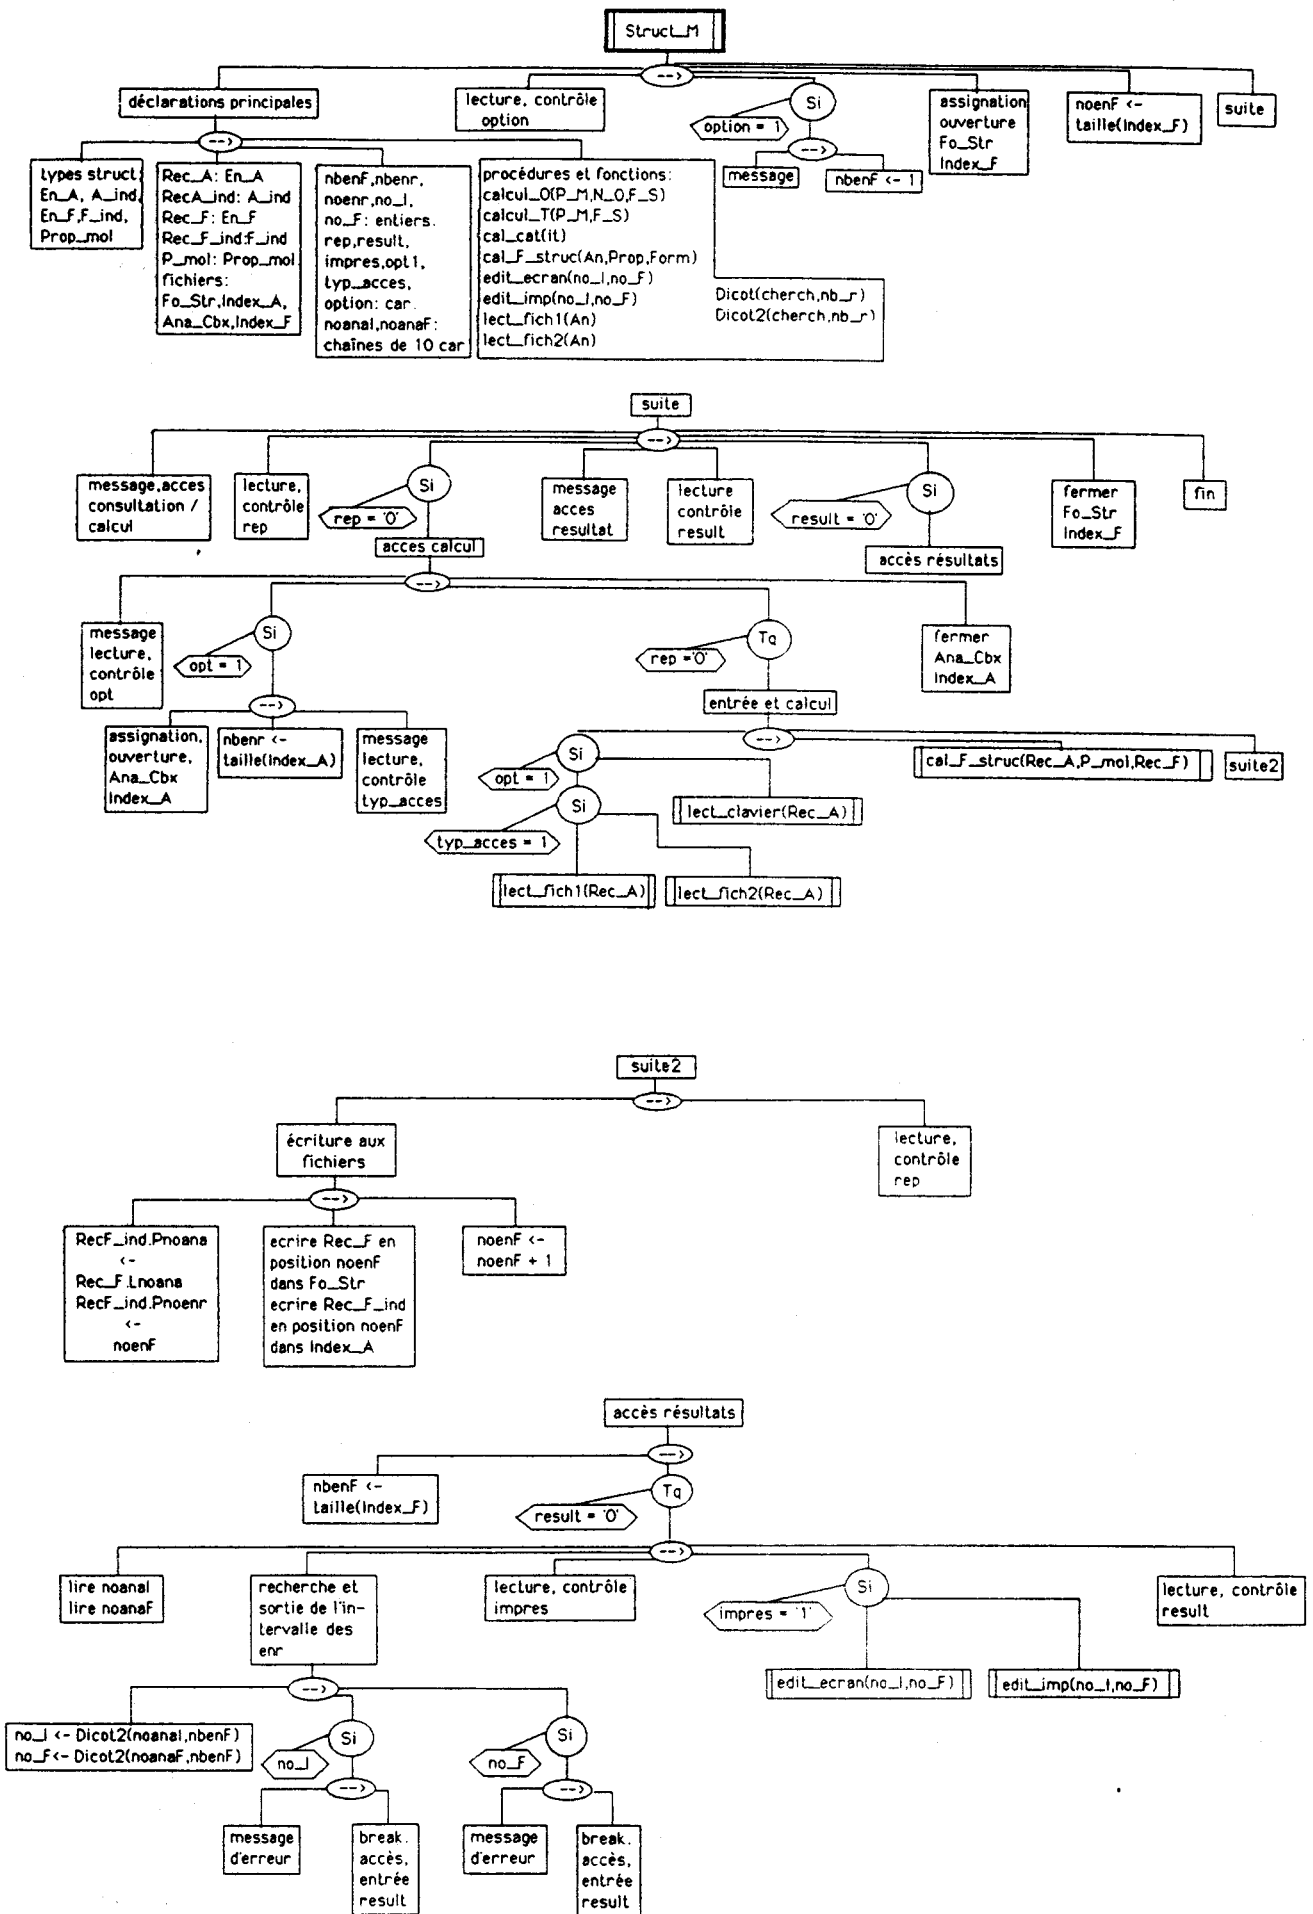 Struct_M
-->
déclarations principales
lecture, contrôle
option
Si
option = 1
-->
message
nbenF <- 1
assignation
ouverture
Fo_Str
Index_F
noenF <-
taille(Index_F)
suite
-->
types struct:
En_A, A_ind,
En_F,F_ind,
Prop_mol
Rec_A: En_A
RecA_ind: A_ind
Rec_F: En_F
Rec_F_ind:f_ind
P_mol: Prop_mol
fichiers:
Fo_Str,Index_A,
Ana_Cbx,Index_F
nbenF,nbenr,
noenr,no_I,
no_F: entiers.
rep,result,
impres,opt1,
typ_acces,
option: car.
noanaI,noanaF:
chaînes de 10 car
procédures et fonctions:
calcul_O(P_M,N_O,F_S)
calcul_T(P_M,F_S)
cal_cat(it)
cal_F_struc(An,Prop,Form)
edit_ecran(no_I,no_F)
edit_imp(no_I,no_F)
lect_fich1(An)
lect_fich2(An)
Dicot(cherch,nb_r)
Dicot2(cherch,nb_r)
suite
-->
message,acces
consultation /
calcul
lecture,
contrôle
rep
Si
rep = 'O'
acces calcul
message
acces
resultat
lecture
contrôle
result
Si
result = 'O'
accès résultats
fermer
Fo_Str
Index_F
fin
-->
message
lecture,
contrôle
opt
Si
opt = 1
-->
assignation,
ouverture,
Ana_Cbx
Index_A
nbenr <-
taille(Index_A)
message
lecture,
contrôle
typ_acces
Tq
rep ='O'
entrée et calcul
-->
fermer
Ana_Cbx
Index_A
Si
opt = 1
Si
typ_acces = 1
lect_clavier(Rec_A)
cal_F_struc(Rec_A,P_mol,Rec_F)
suite2
lect_fich1(Rec_A)
lect_fich2(Rec_A)
suite2
-->
écriture aux
fichiers
lecture,
contrôle
rep
-->
RecF_ind.Pnoana
<-
Rec_F.Lnoana
RecF_ind.Pnoenr
<-
noenF
ecrire Rec_F en
position noenF
dans Fo_Str
ecrire Rec_F_ind
en position noenF
dans Index_A
noenF <-
noenF + 1
accès résultats
-->
nbenF <-
taille(Index_F)
Tq
result = 'O'
-->
lire noanaI
lire noanaF
recherche et
sortie de l'in-
tervalle des
enr
lecture, contrôle
impres
Si
impres = '1'
edit_ecran(no_I,no_F)
edit_imp(no_I,no_F)
lecture, contrôle
result
-->
no_I <- Dicot2(noanaI,nbenF)
no_F<- Dicot2(noanaF,nbenF)
Si
no_I
-->
message
d'erreur
break.
accès,
entrée
result
Si
no_F
-->
message
d'erreur
break.
accès,
entrée
result